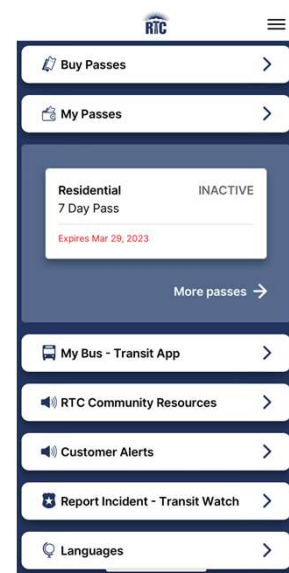 RTC
Buy Passes
My Passes
Residential INACTIVE
7 Day Pass
Expires Mar 29, 2023
More passes
My Bus - Transit App
RTC Community Resources
Customer Alerts
Report Incident - Transit Watch
Languages